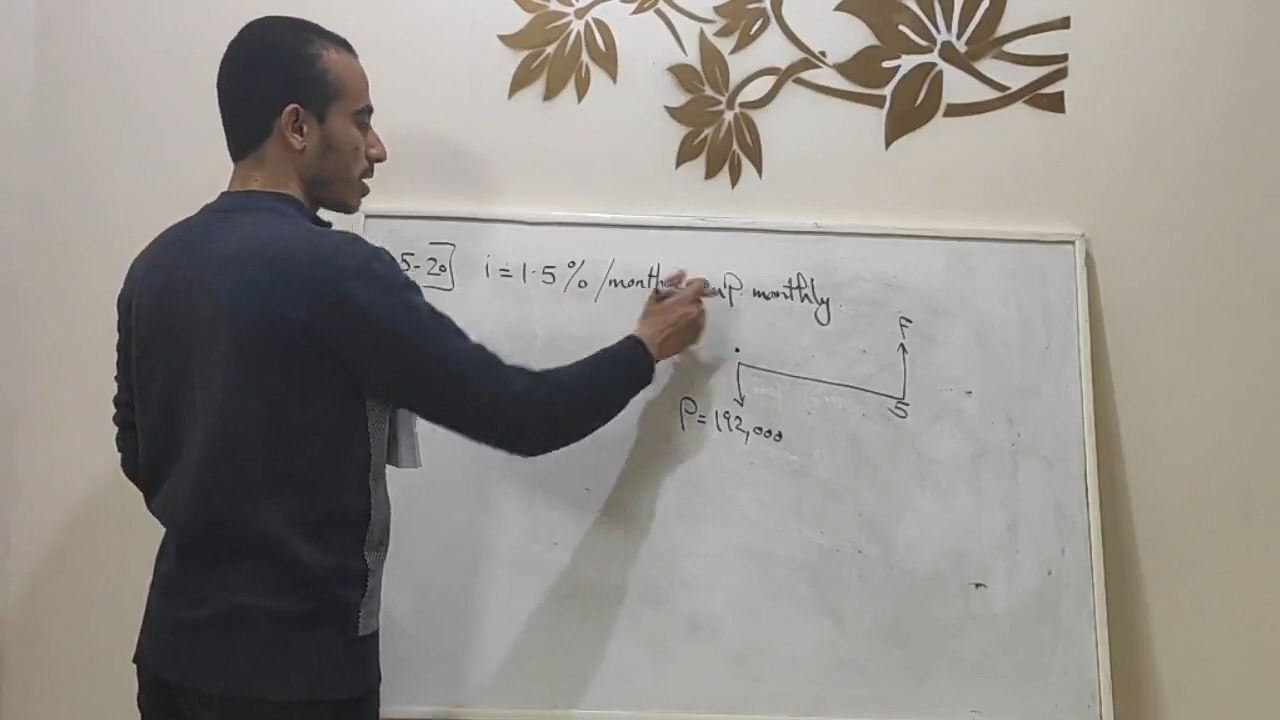 5-20] i = 1.5% /month monthly.
F
5
P = 192,000